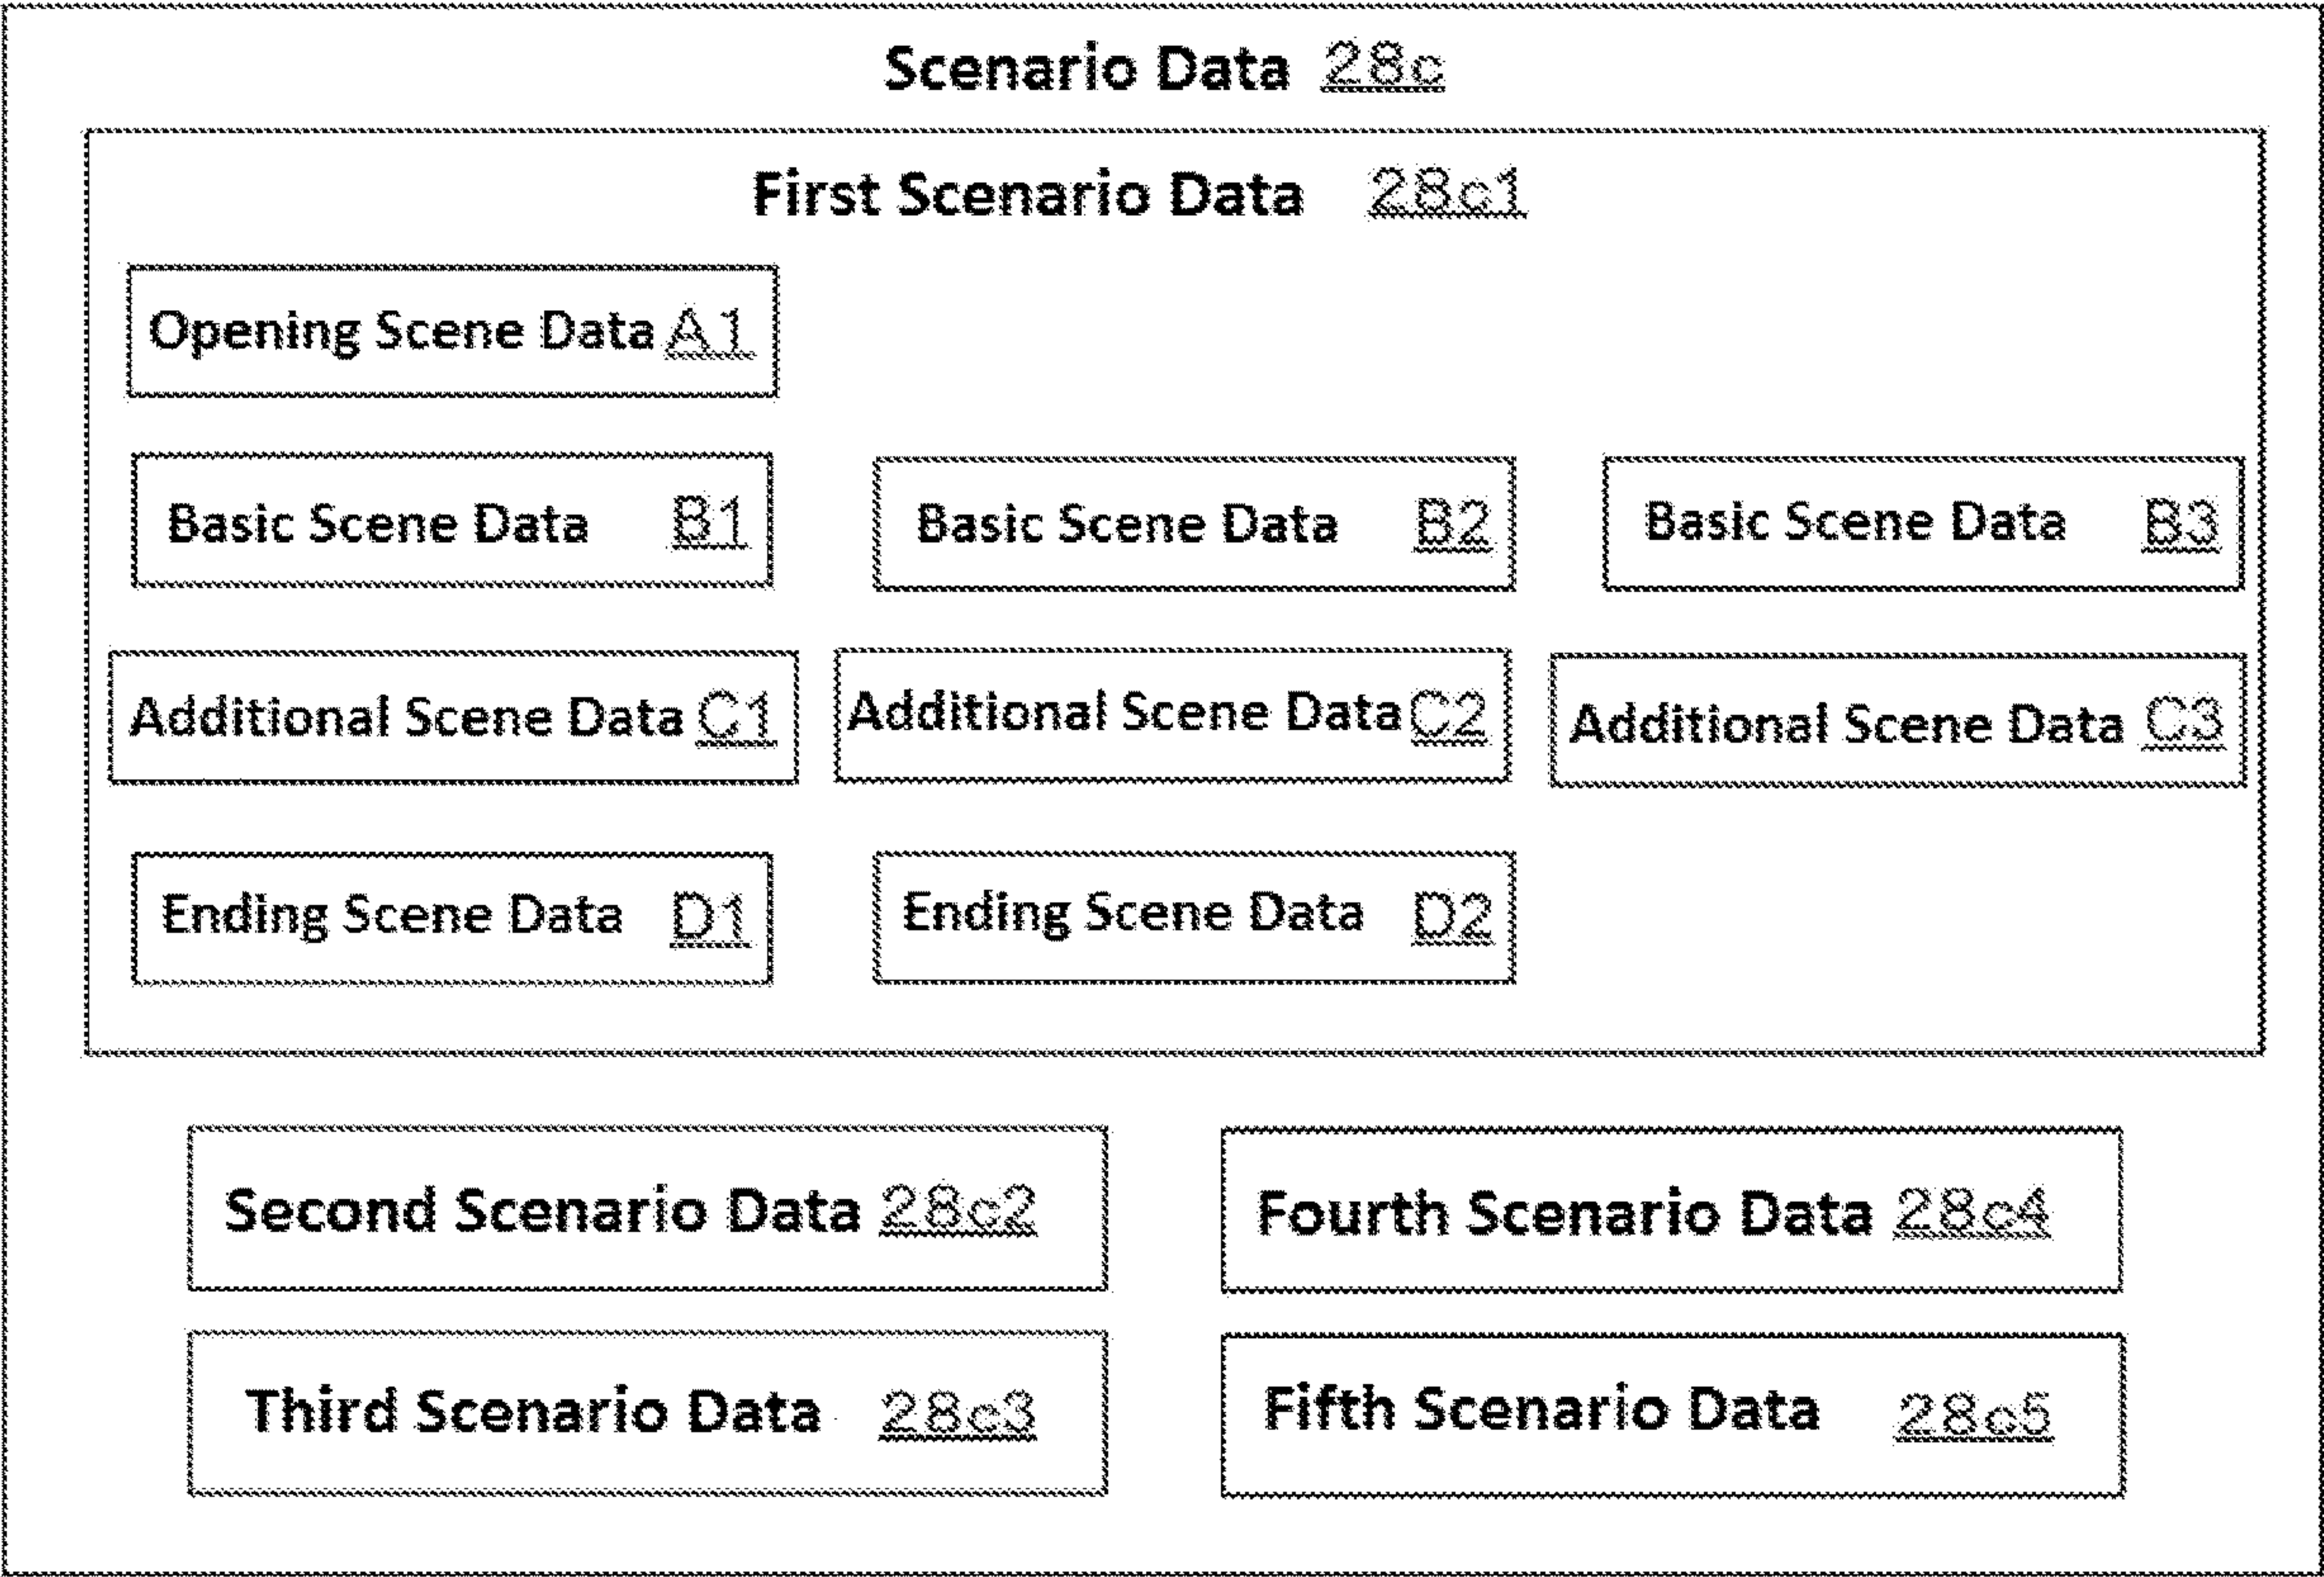 Scenario Data 28c
First Scenario Data 28c1
Opening Scene Data A1
Basic Scene Data B1
Basic Scene Data B2
Basic Scene Data B3
Additional Scene Data C1
Additional Scene Data C2
Additional Scene Data C3
Ending Scene Data D1
Ending Scene Data D2
Second Scenario Data 28c2
Fourth Scenario Data 28c4
Third Scenario Data 28c3
Fifth Scenario Data 28c5